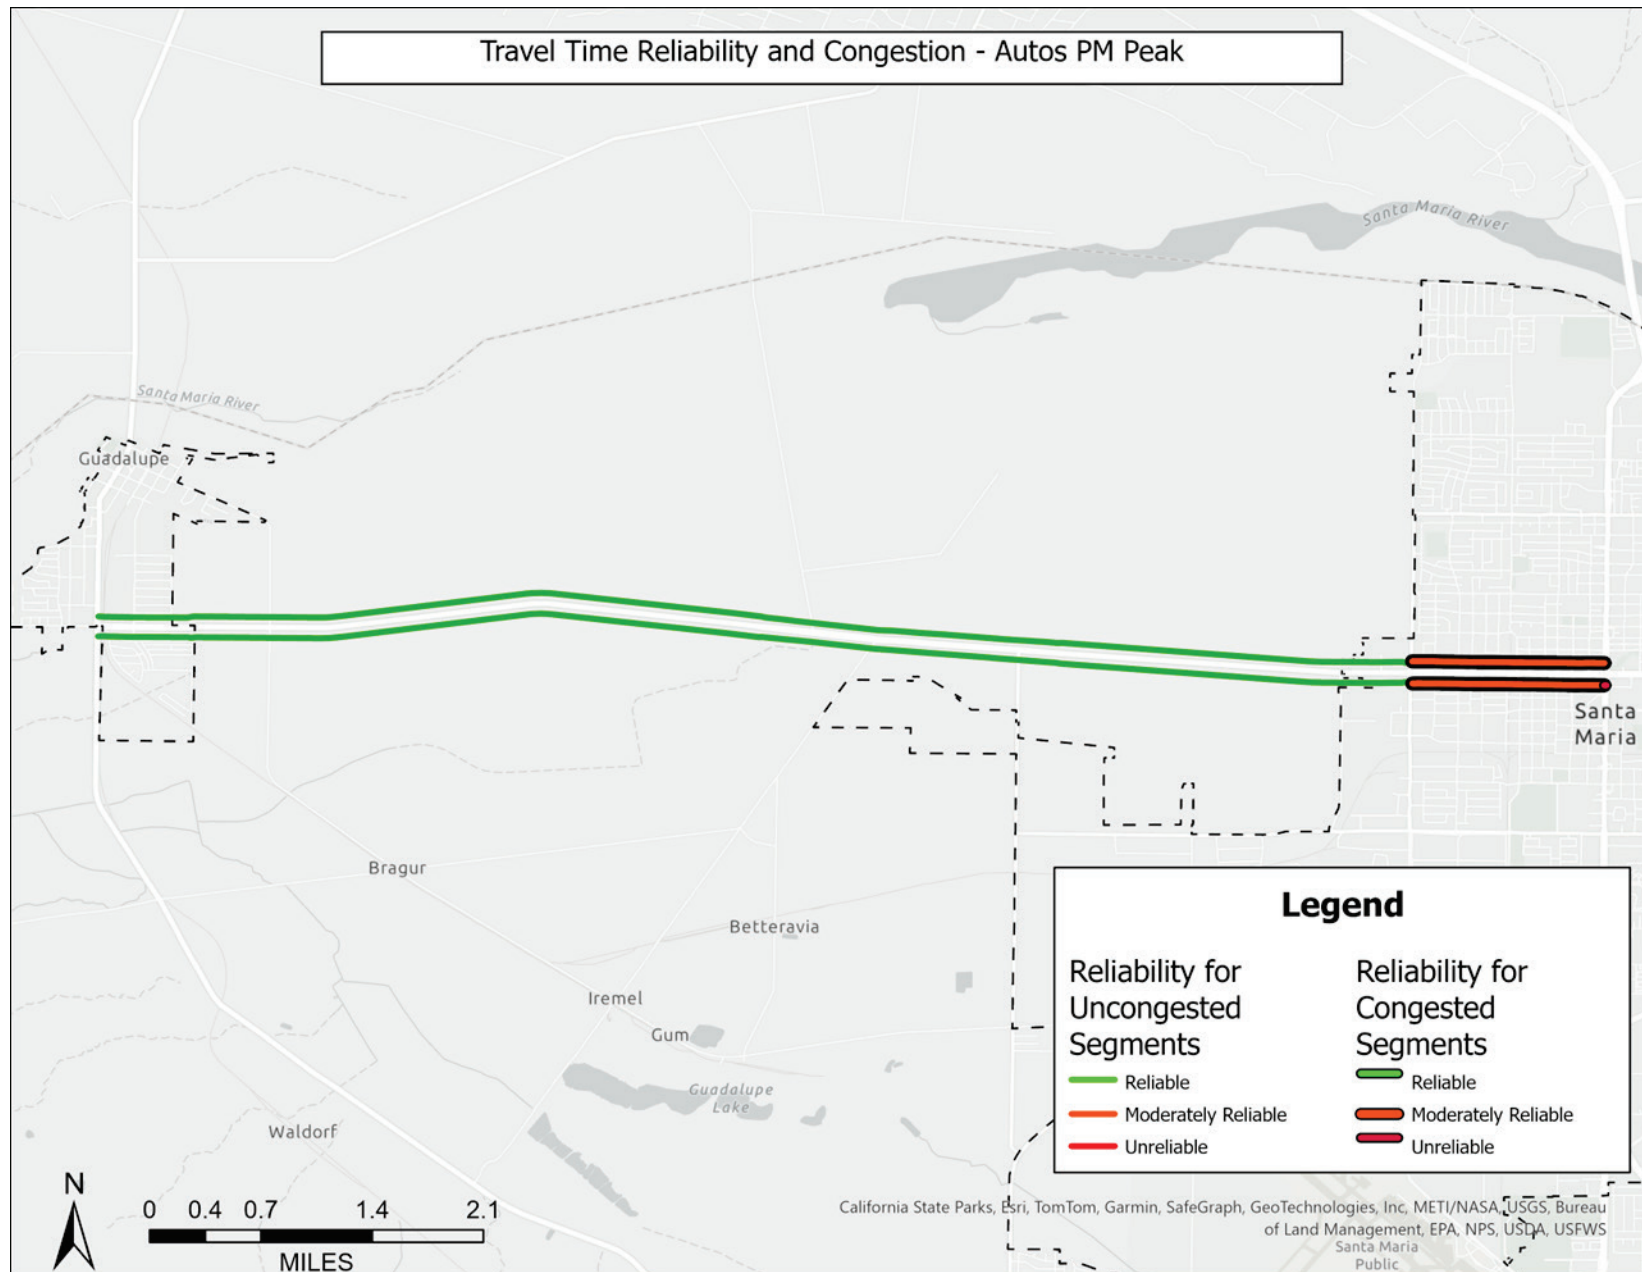 Travel Time Reliability and Congestion - Autos PM Peak
Santa Maria River
Santa Maria River
Guadalupe
Santa
Maria
Bragur
Betteravia
Iremel
Gum
Guadalupe
Lake
Waldorf
Legend
Reliability for
Uncongested
Segments
Reliable
Moderately Reliable
Unreliable
Reliability for
Congested
Segments
Reliable
Moderately Reliable
Unreliable
N
0 0.4 0.7 1.4 2.1
MILES
California State Parks, Esri, TomTom, Garmin, SafeGraph, GeoTechnologies, Inc, METI/NASA, USGS, Bureau
of Land Management, EPA, NPS, USDA, USFWS
Santa Maria
Public